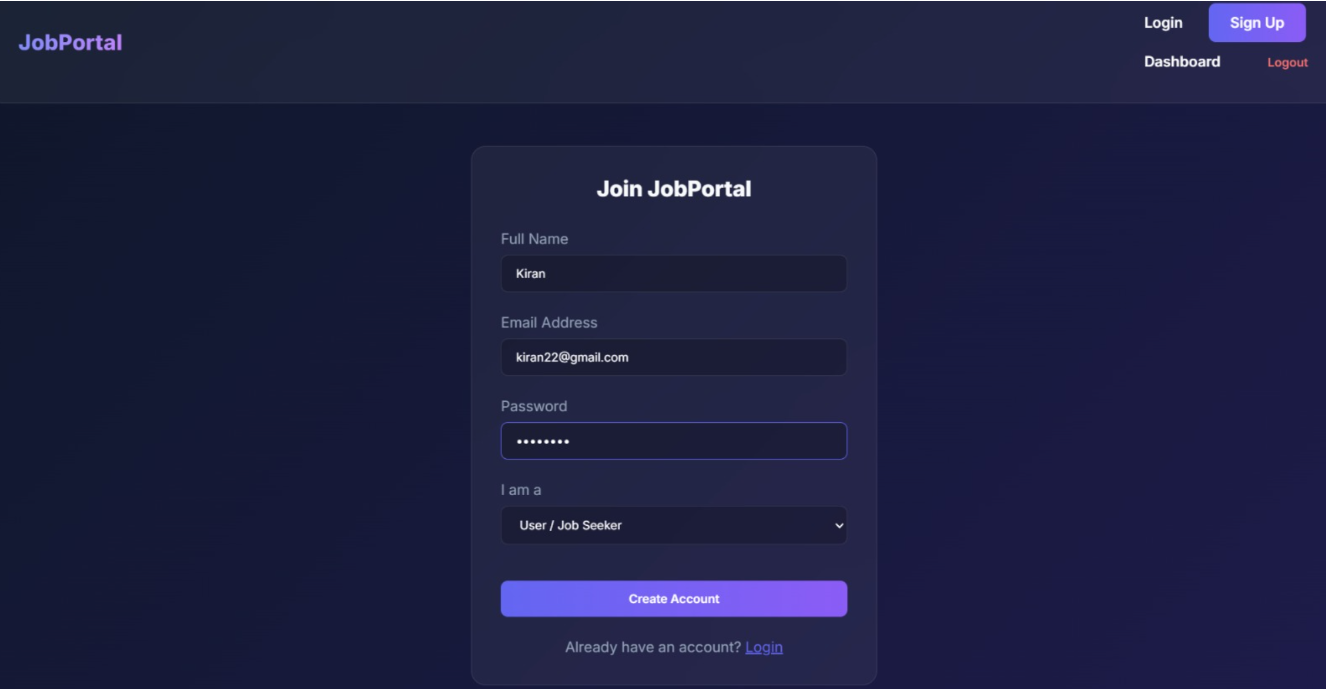 JobPortal
Login
Sign Up
Dashboard
Logout
Join JobPortal
Full Name
Kiran
Email Address
kiran22@gmail.com
Password
••••••••
I am a
User / Job Seeker
Create Account
Already have an account? Login